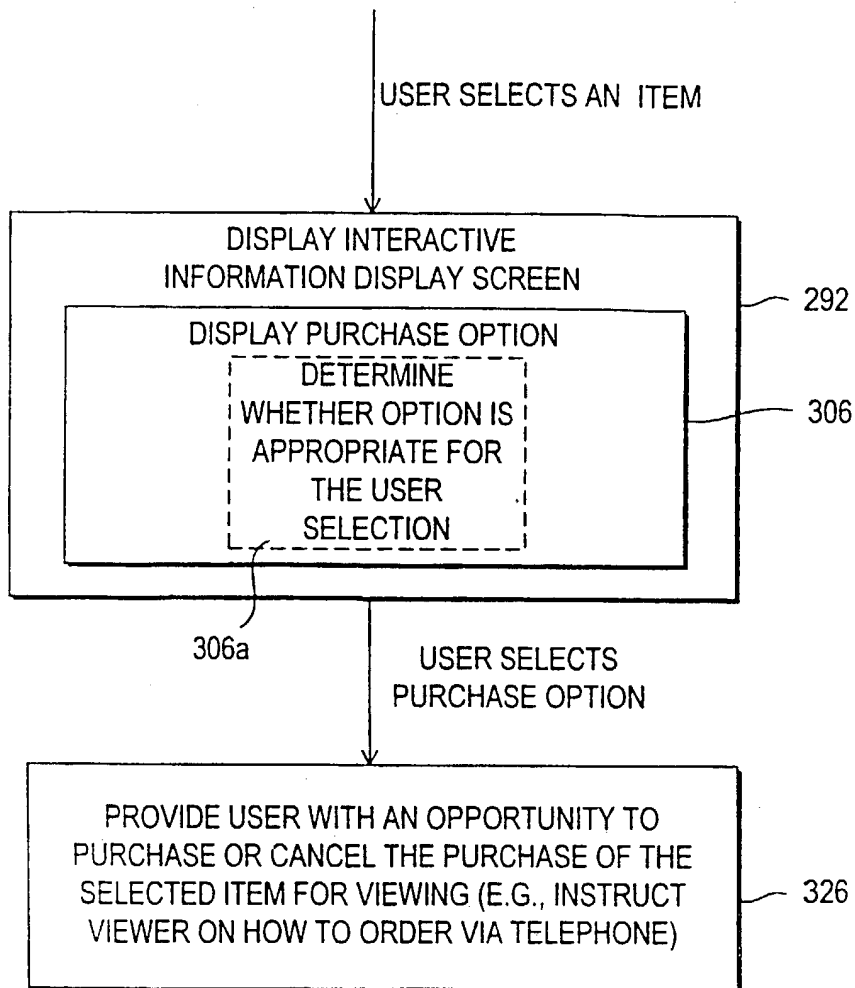 USER SELECTS AN ITEM
DISPLAY INTERACTIVE
INFORMATION DISPLAY SCREEN
292
DISPLAY PURCHASE OPTION
DETERMINE
WHETHER OPTION IS
APPROPRIATE FOR
THE USER
SELECTION
306
306a
USER SELECTS
PURCHASE OPTION
PROVIDE USER WITH AN OPPORTUNITY TO
PURCHASE OR CANCEL THE PURCHASE OF THE
SELECTED ITEM FOR VIEWING (E.G., INSTRUCT
VIEWER ON HOW TO ORDER VIA TELEPHONE)
326